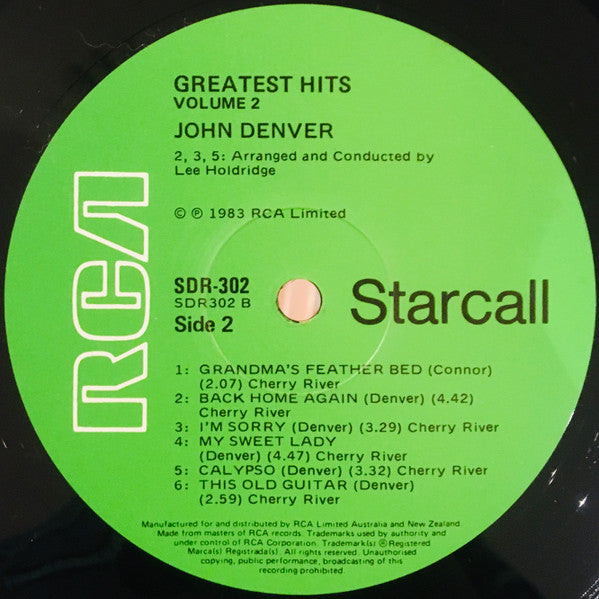 GREATEST HITS
VOLUME 2
JOHN DENVER
2, 3, 5: Arranged and Conducted by
Lee Holdridge
© ℗ 1983 RCA Limited
RCA
SDR-302
SDR302 B
Side 2
Starcall
1: GRANDMA'S FEATHER BED (Connor)
(2.07) Cherry River
2: BACK HOME AGAIN (Denver) (4.42)
Cherry River
3: I'M SORRY (Denver) (3.29) Cherry River
4: MY SWEET LADY
(Denver) (4.47) Cherry River
5: CALYPSO (Denver) (3.32) Cherry River
6: THIS OLD GUITAR (Denver)
(2.59) Cherry River
Manufactured for and distributed by RCA Limited Australia and New Zealand.
Made from masters of RCA records. Trademarks used by authority and
under control of RCA Corporation. Trademark(s) ® Registered
Marca(s) Registrada(s). All rights reserved. Unauthorised
copying, public performance, broadcasting of this
recording prohibited.